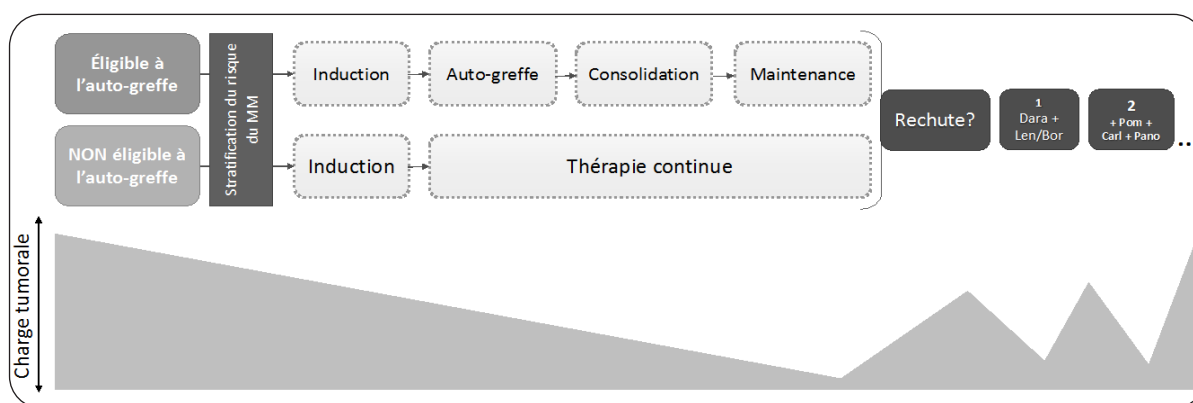 Éligible à
l'auto-greffe
NON éligible à
l'auto-greffe
Stratification du risque
du MM
Induction
Auto-greffe
Consolidation
Maintenance
Induction
Thérapie continue
Rechute?
1
Dara +
Len/Bor
2
+ Pom +
Carl + Pano
...
Charge tumorale